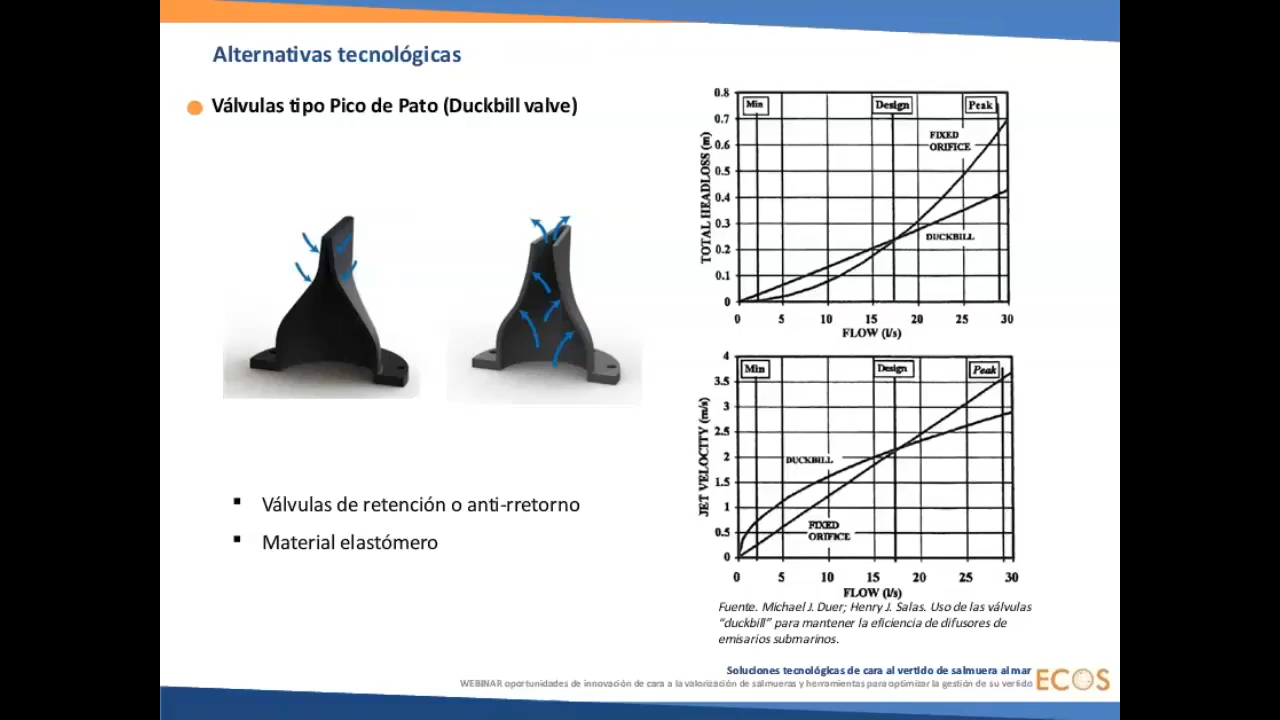 Alternativas tecnológicas
Válvulas tipo Pico de Pato (Duckbill valve)
Válvulas de retención o anti-rretorno
Material elastómero
0.8
0.7
0.6
0.5
0.4
0.3
0.2
0.1
0
TOTAL HEADLOSS (m)
Min
Design
Peak
FIXED
ORIFICE
DUCKBILL
0 5 10 15 20 25 30
FLOW (l/s)
4
3.5
3
2.5
2
1.5
1
0.5
0
JET VELOCITY (m/s)
Min
Design
Peak
DUCKBILL
FIXED
ORIFICE
0 5 10 15 20 25 30
FLOW (l/s)
Fuente. Michael J. Duer; Henry J. Salas. Uso de las válvulas
“duckbill” para mantener la eficiencia de difusores de
emisarios submarinos.
Soluciones tecnológicas de cara al vertido de salmuera al mar
WEBINAR oportunidades de innovación de cara a la valorización de salmueras y herramientas para optimizar la gestión de su vertido
ECOS